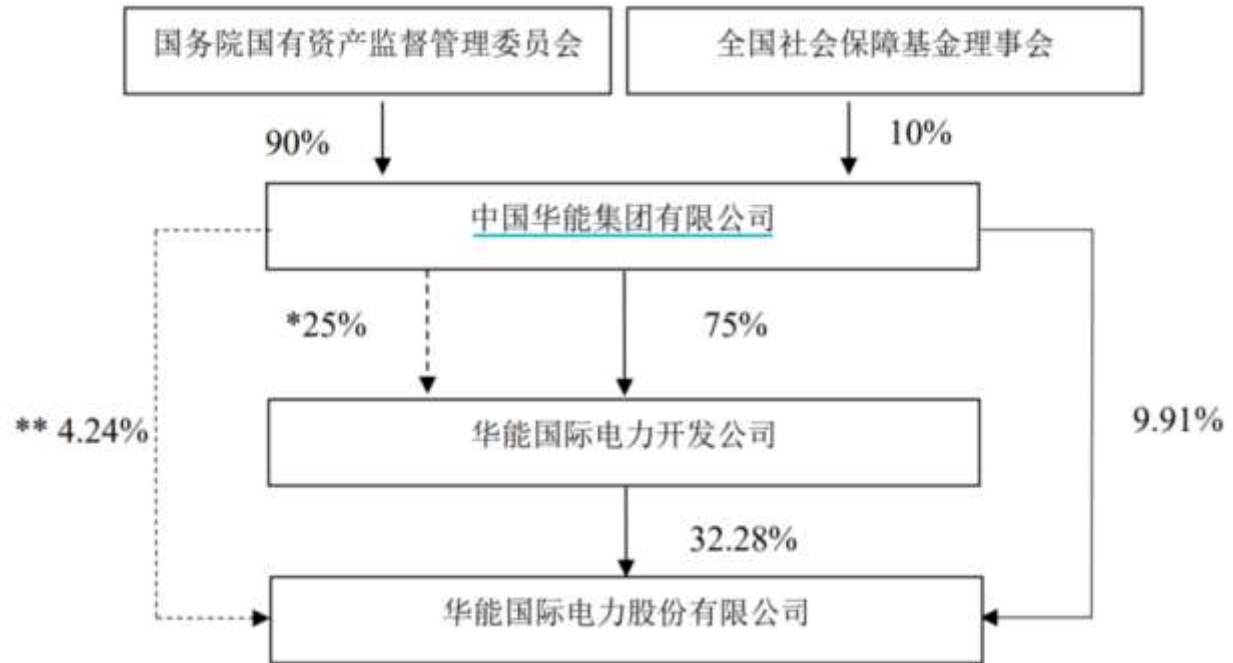 国务院国有资产监督管理委员会
全国社会保障基金理事会
90%
10%
中国华能集团有限公司
*25%
75%
** 4.24%
华能国际电力开发公司
9.91%
32.28%
华能国际电力股份有限公司